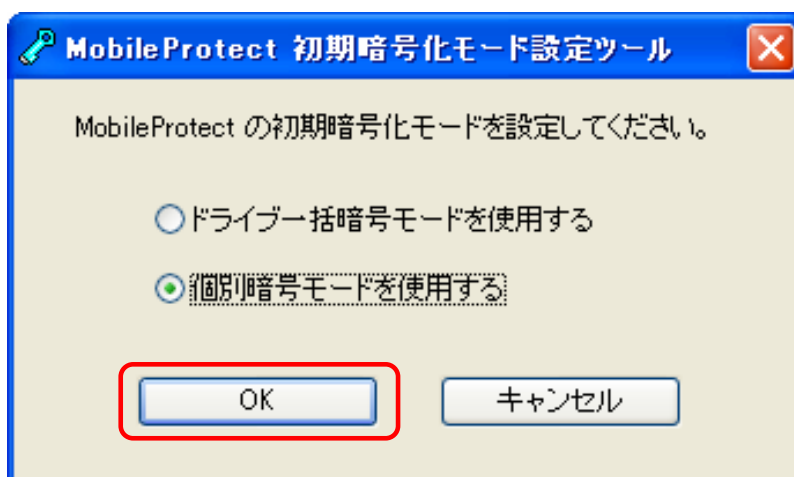 MobileProtect 初期暗号化モード設定ツール
MobileProtect の初期暗号化モードを設定してください。
ドライブ一括暗号モードを使用する
個別暗号モードを使用する
OK キャンセル